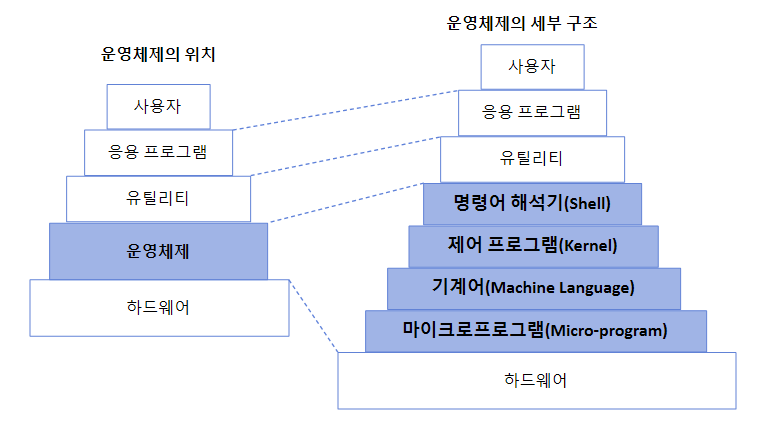 운영체제의 위치
사용자
응용 프로그램
유틸리티
운영체제
하드웨어
운영체제의 세부 구조
사용자
응용 프로그램
유틸리티
명령어 해석기(Shell)
제어 프로그램(Kernel)
기계어(Machine Language)
마이크로프로그램(Micro-program)
하드웨어